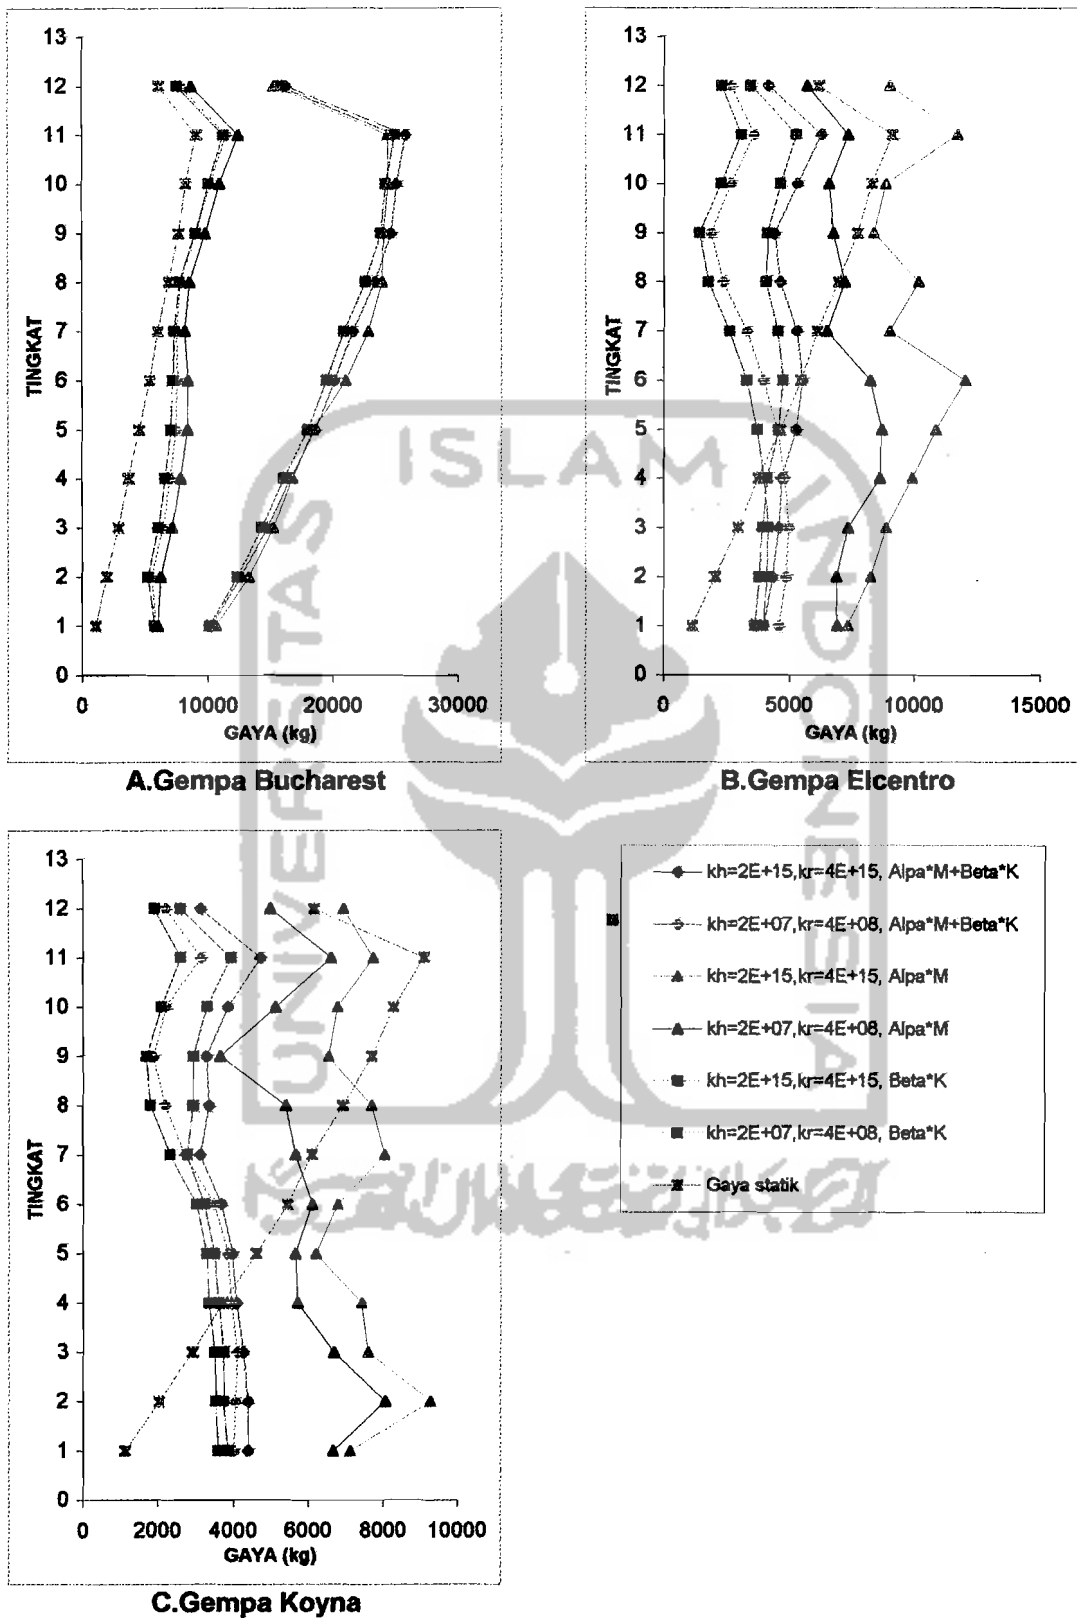 13
12
11
10
9
8
7
6
5
4
3
2
1
0
TINGKAT
0 10000 20000 30000
GAYA (kg)
A.Gempa Bucharest
13
12
11
10
9
8
7
6
5
4
3
2
1
0
TINGKAT
0 5000 10000 15000
GAYA (kg)
B.Gempa Elcentro
13
12
11
10
9
8
7
6
5
4
3
2
1
0
TINGKAT
0 2000 4000 6000 8000 10000
GAYA (kg)
C.Gempa Koyna
kh=2E+15,kr=4E+15, Alpa*M+Beta*K
kh=2E+07,kr=4E+08, Alpa*M+Beta*K
kh=2E+15,kr=4E+15, Alpa*M
kh=2E+07,kr=4E+08, Alpa*M
kh=2E+15,kr=4E+15, Beta*K
kh=2E+07,kr=4E+08, Beta*K
Gaya statik
UNIVERSITAS
ISLAM
INDONESIA